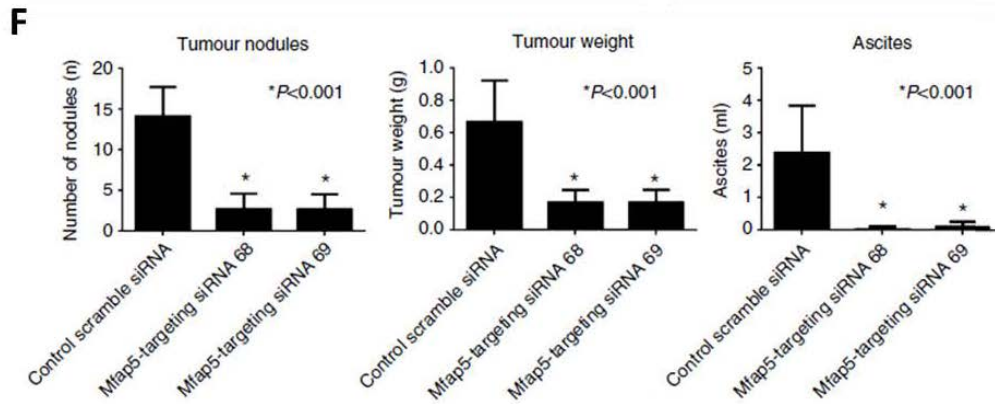 F
Tumour nodules
Number of nodules (n)
20
15
10
5
0
*P<0.001
*
*
Control scramble siRNA
Mfap5-targeting siRNA 68
Mfap5-targeting siRNA 69
Tumour weight
Tumour weight (g)
1.0
0.8
0.6
0.4
0.2
0.0
*P<0.001
*
*
Control scramble siRNA
Mfap5-targeting siRNA 68
Mfap5-targeting siRNA 69
Ascites
Ascites (ml)
5
4
3
2
1
0
*P<0.001
*
*
Control scramble siRNA
Mfap5-targeting siRNA 68
Mfap5-targeting siRNA 69